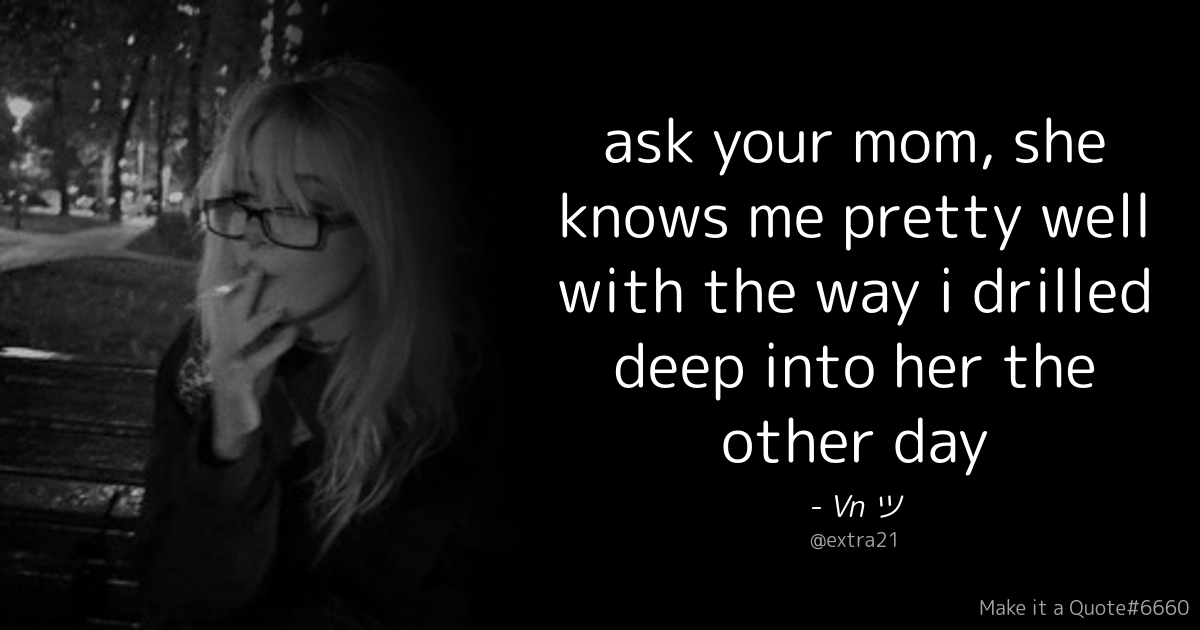 ask your mom, she
knows me pretty well
with the way i drilled
deep into her the
other day
- Vn ツ
@extra21
Make it a Quote#6660